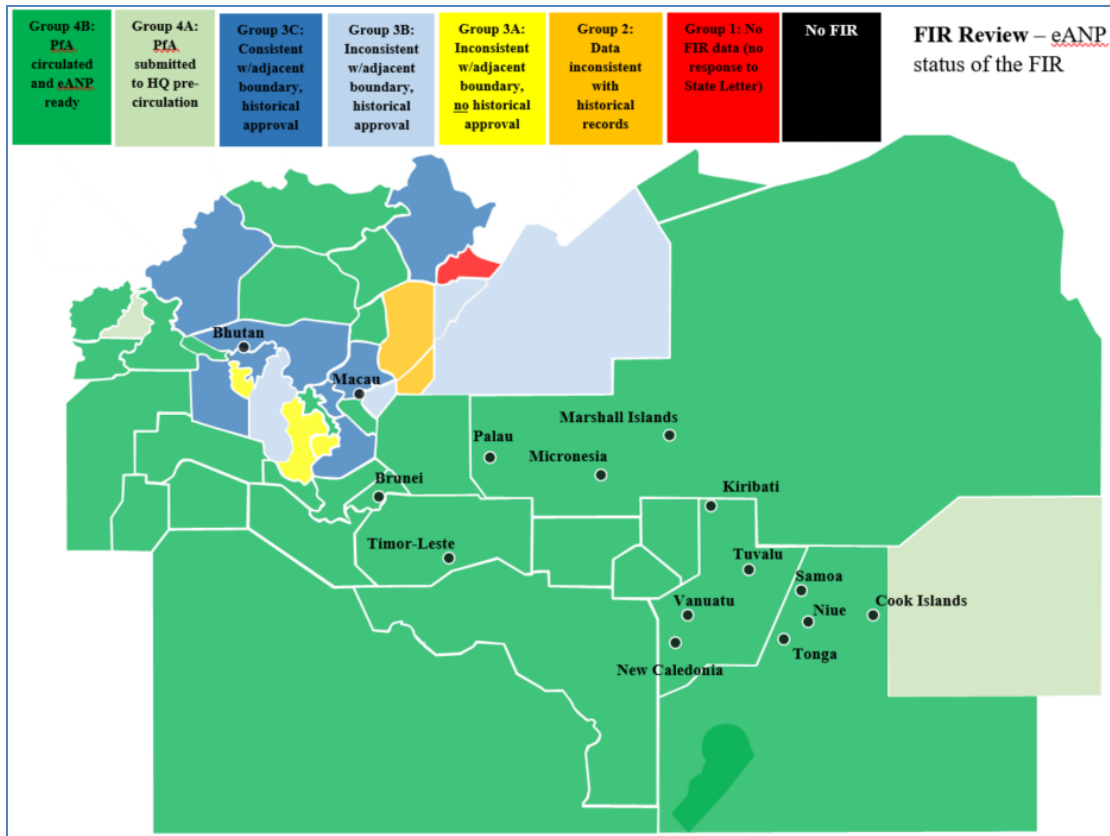 Group 4B:
PfA
circulated
and eANP
ready
Group 4A:
PfA
submitted
to HQ pre-
circulation
Group 3C:
Consistent
w/adjacent
boundary,
historical
approval
Group 3B:
Inconsistent
w/adjacent
boundary,
historical
approval
Group 3A:
Inconsistent
w/adjacent
boundary,
no historical
approval
Group 2:
Data
inconsistent
with
historical
records
Group 1: No
FIR data (no
response to
State Letter)
No FIR
FIR Review – eANP
status of the FIR
Bhutan
Macau
Marshall Islands
Palau
Micronesia
Brunei
Kiribati
Timor-Leste
Tuvalu
Samoa
Vanuatu
Niue
Cook Islands
New Caledonia
Tonga